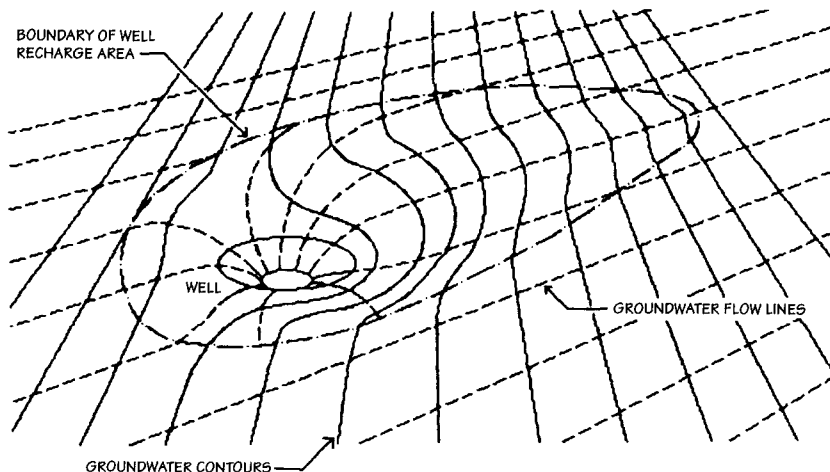 BOUNDARY OF WELL
RECHARGE AREA
WELL
GROUNDWATER FLOW LINES
GROUNDWATER CONTOURS